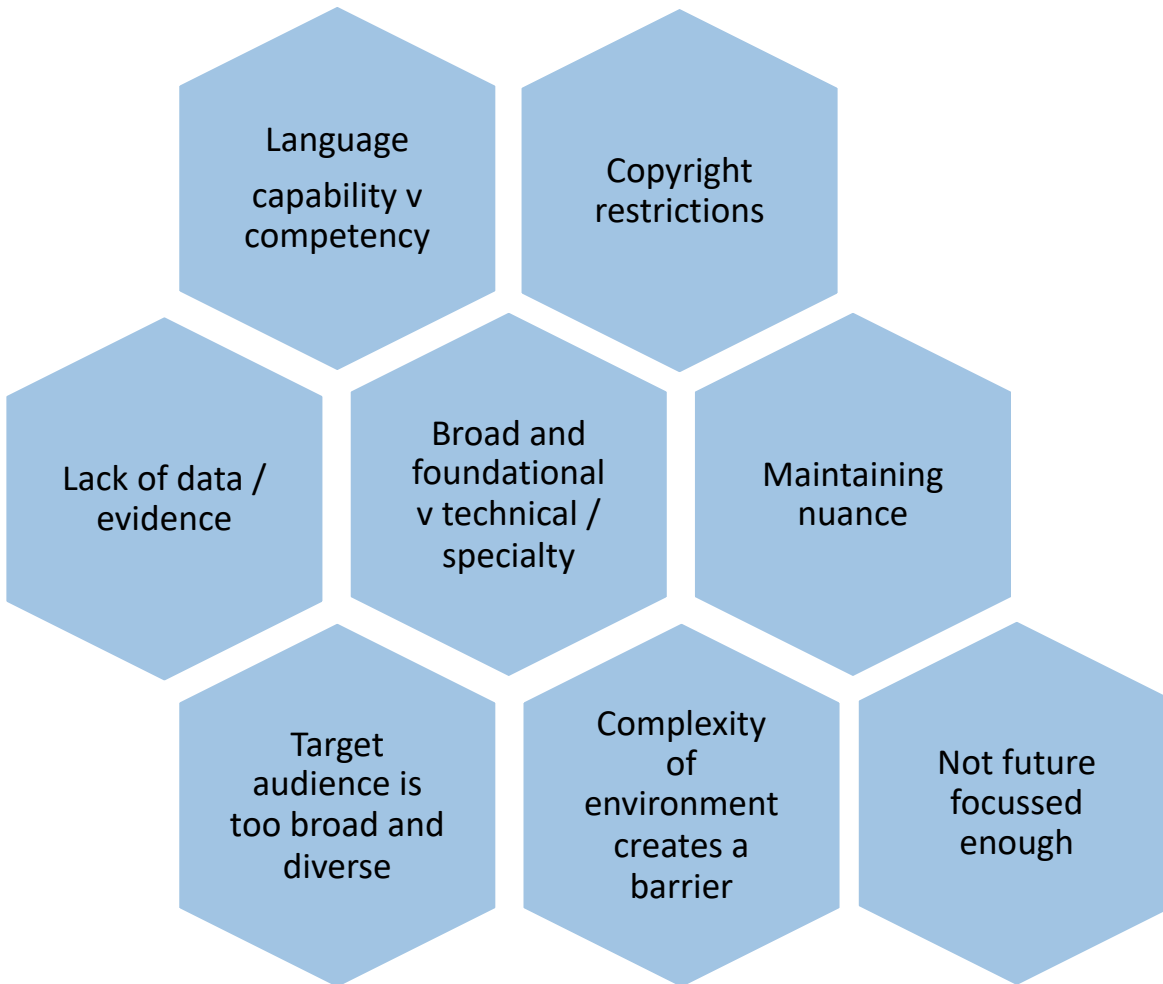 Language
capability v
competency
Copyright
restrictions
Lack of data /
evidence
Broad and
foundational
v technical /
specialty
Maintaining
nuance
Target
audience is
too broad and
diverse
Complexity
of
environment
creates a
barrier
Not future
focussed
enough